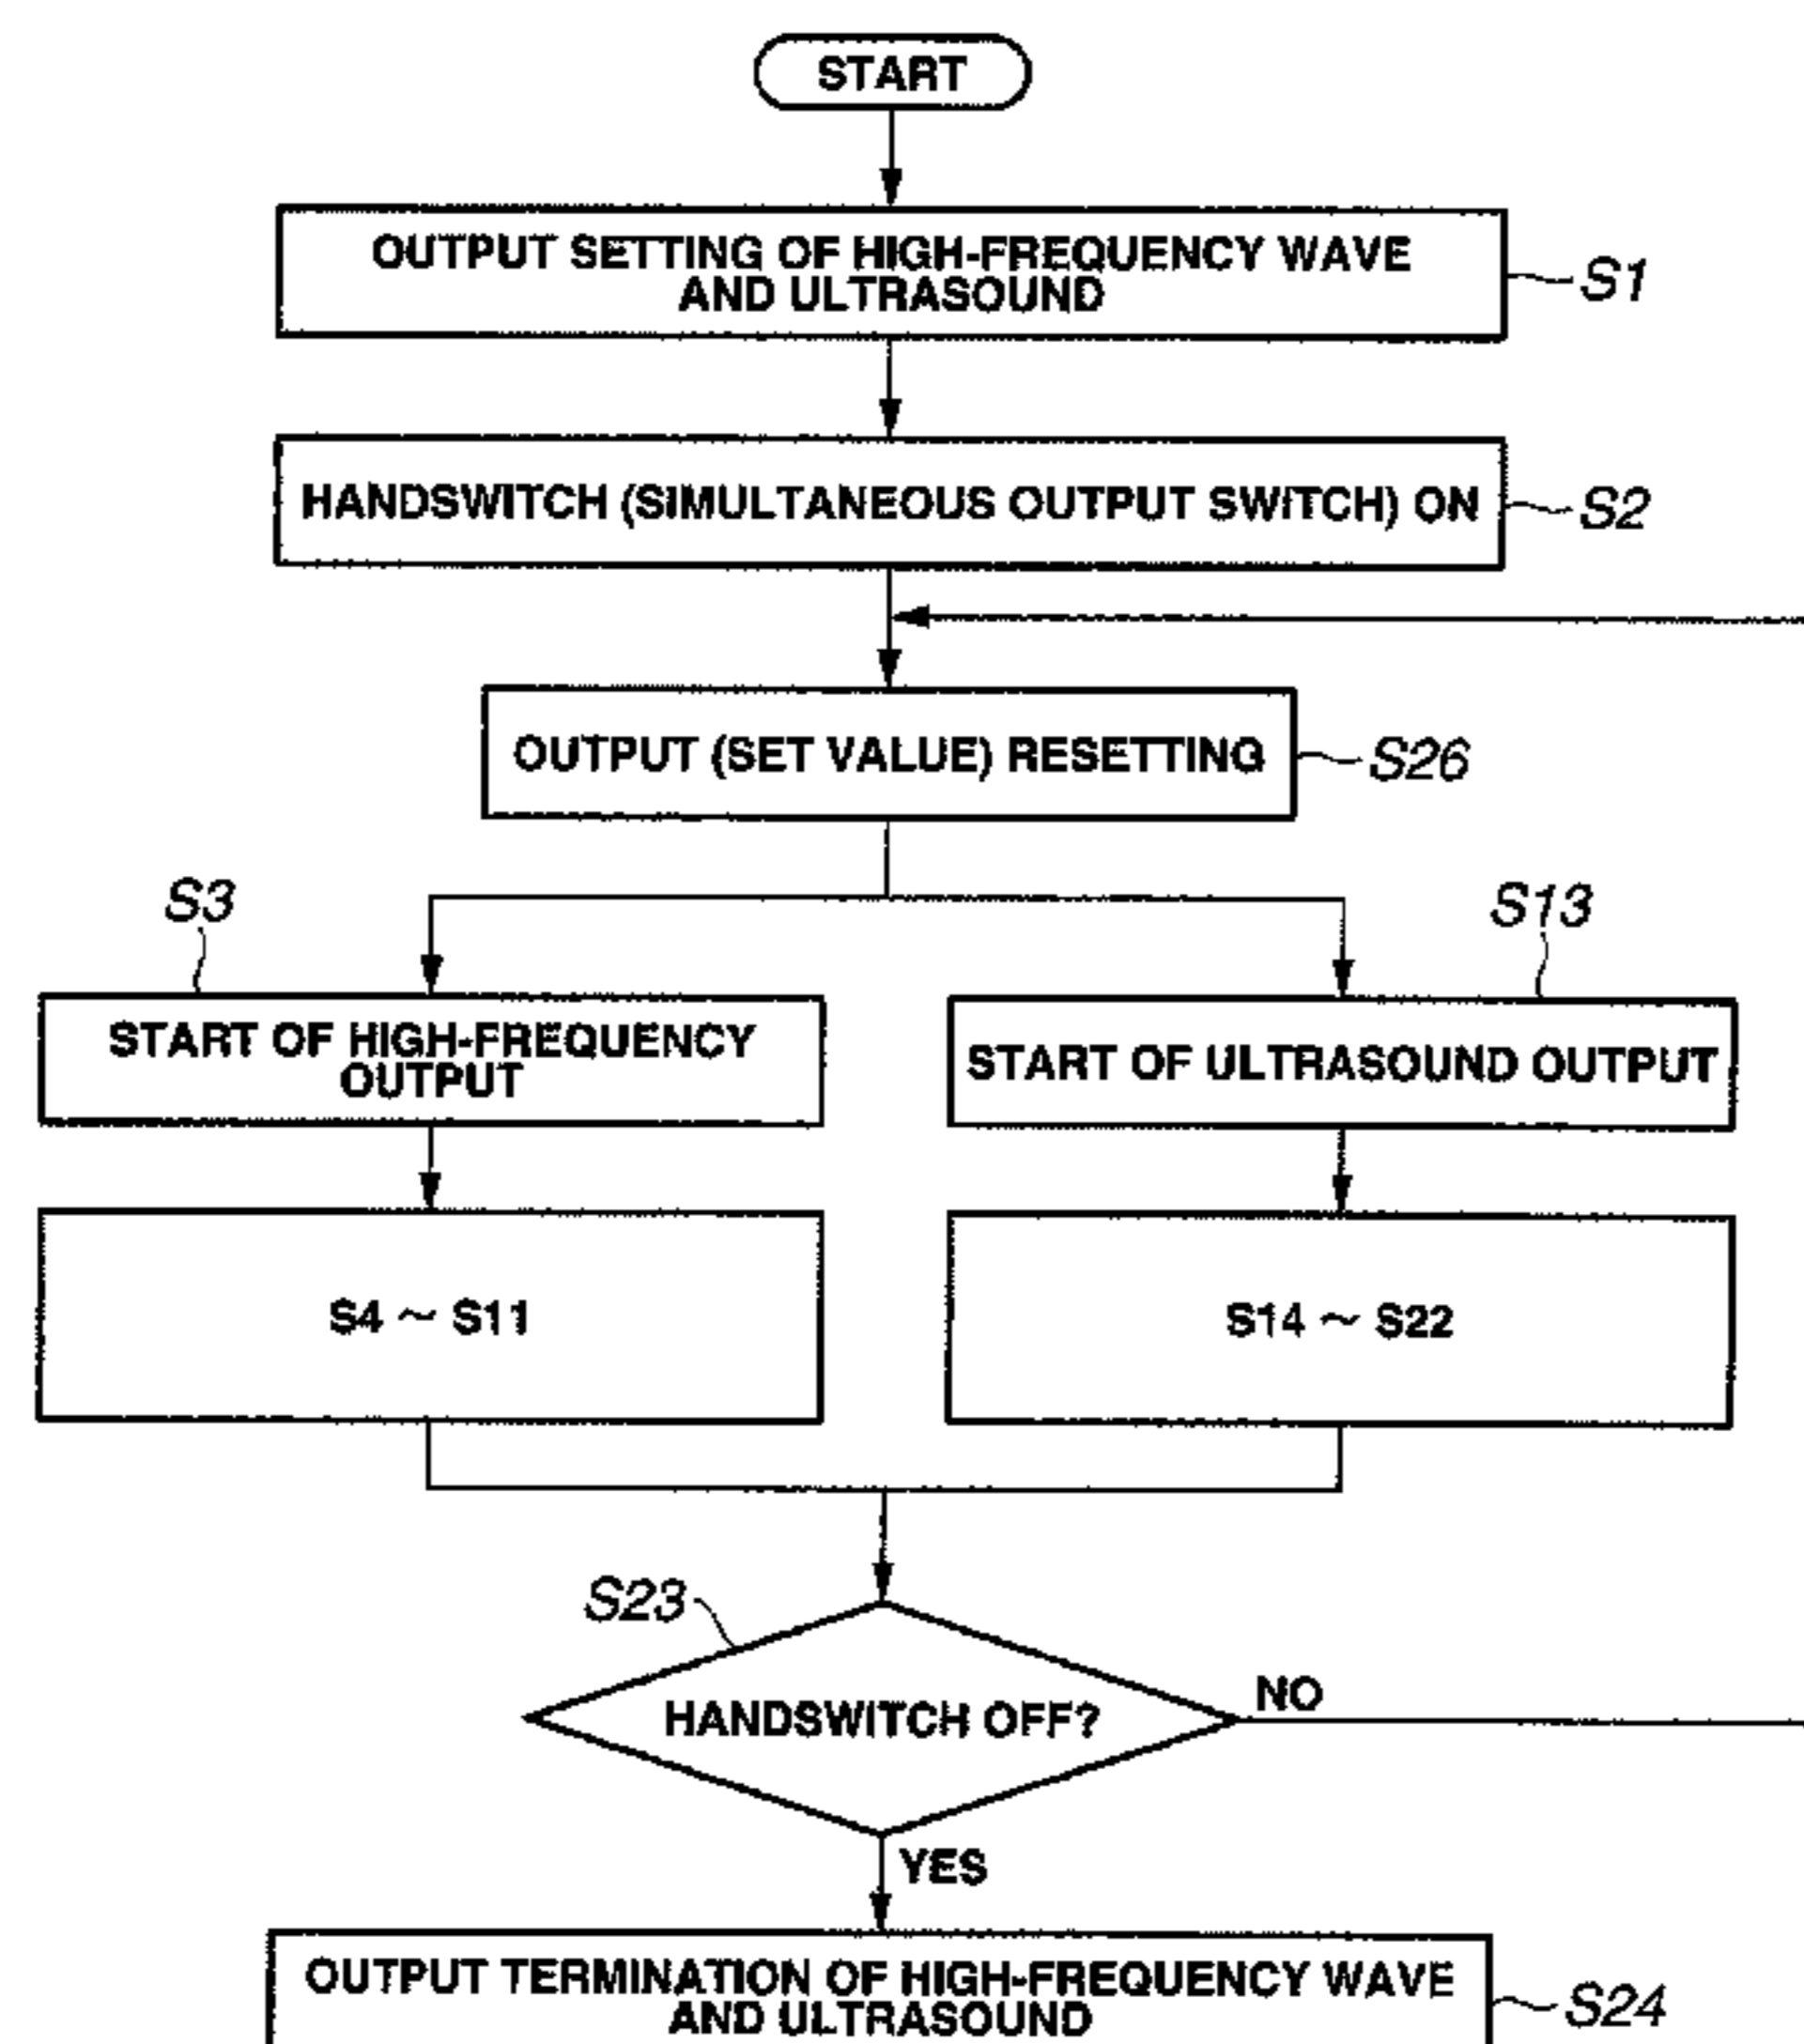 START
OUTPUT SETTING OF HIGH-FREQUENCY WAVE
AND ULTRASOUND
S1
HANDSWITCH (SIMULTANEOUS OUTPUT SWITCH) ON
S2
OUTPUT (SET VALUE) RESETTING
S26
S3
S13
START OF HIGH-FREQUENCY
OUTPUT
START OF ULTRASOUND OUTPUT
S4 ~ S11
S14 ~ S22
S23
HANDSWITCH OFF?
NO
YES
OUTPUT TERMINATION OF HIGH-FREQUENCY WAVE
AND ULTRASOUND
S24